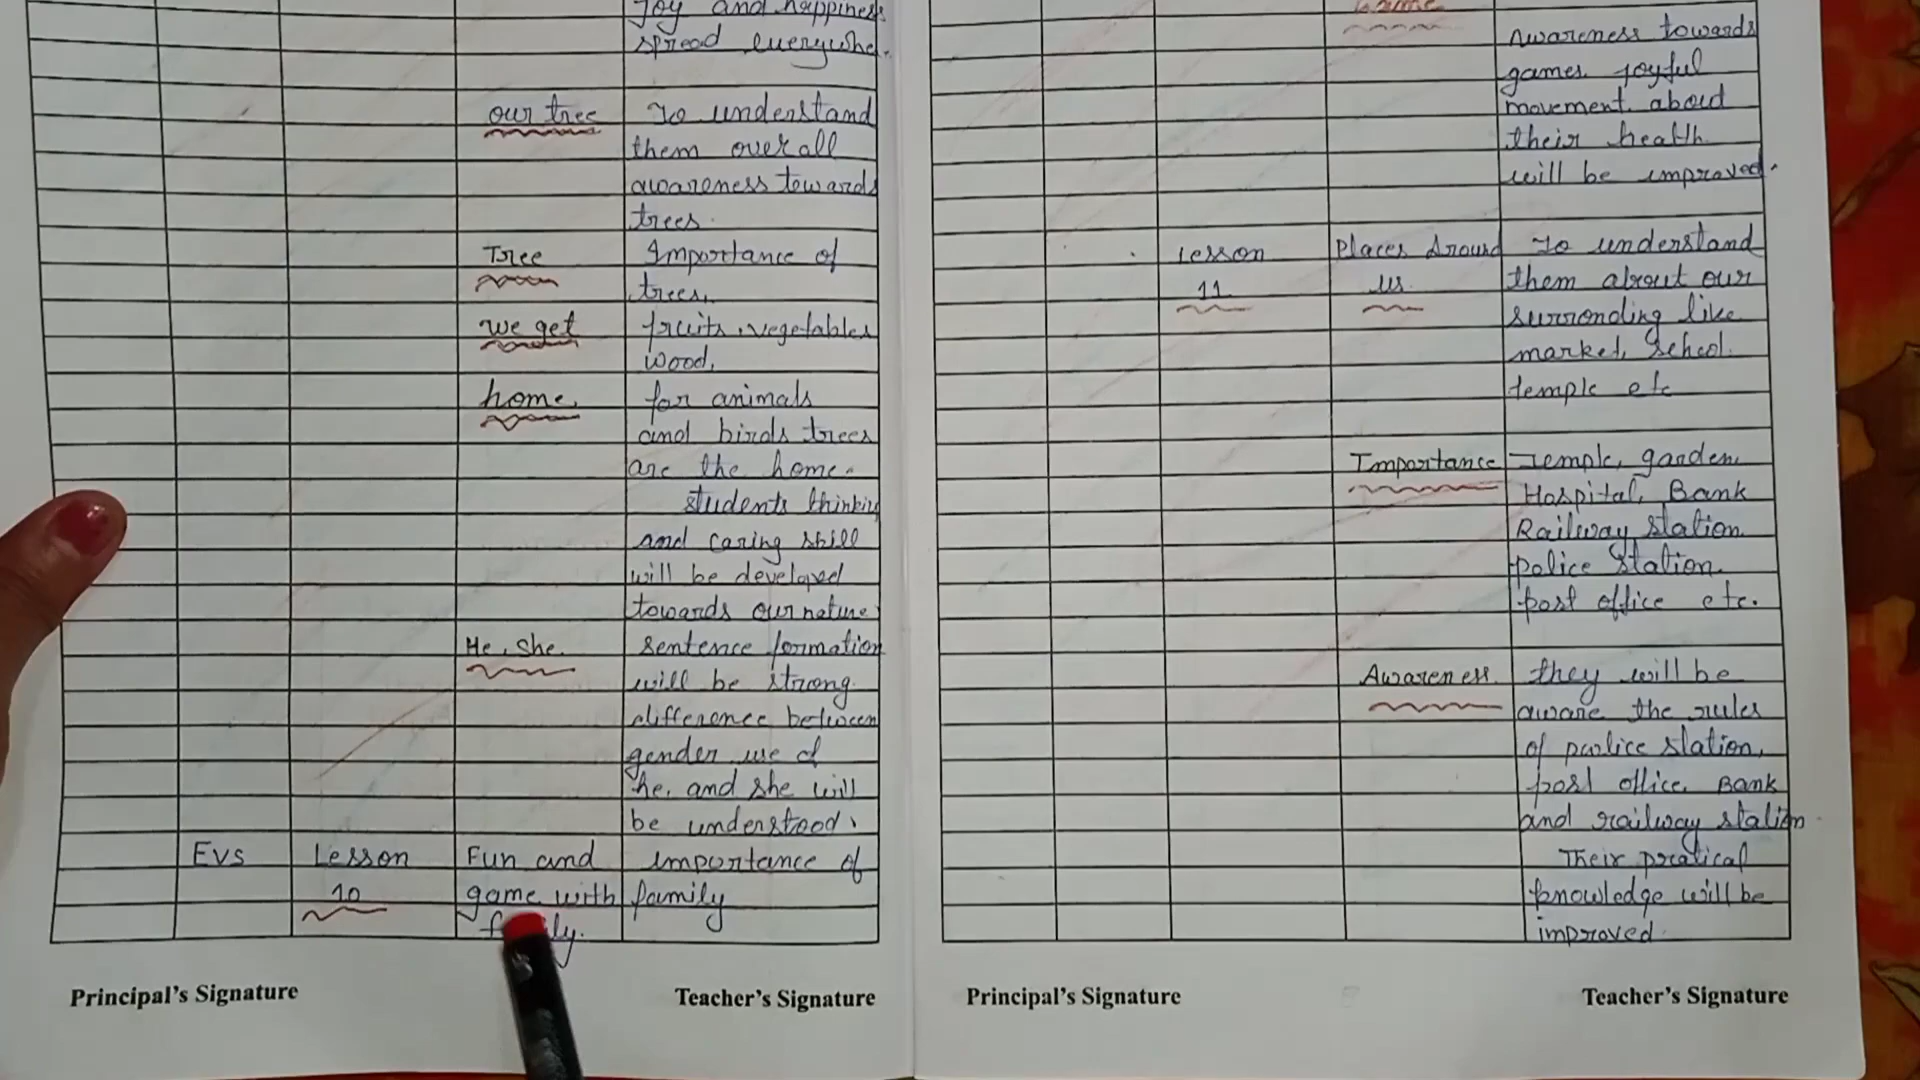 Joy and happiness
spread everywhe.
our tree To understand
them over all
awareness towards
trees.
Tree Importance of
trees.
we get fruits, vegetables
wood,
home, for animals
and birds trees
are the home.
students thinking
and caring skill
will be developed
towards our nature
He, She. sentence formation
will be strong
difference between
gender use of
he, and she will
be understood.
Evs Lesson Fun and importance of
10 game with family
Principal's Signature Teacher's Signature
Awareness towards
games joyful
movement about
their health
will be improved.
Lesson Places Around To understand
11 us them about our
surronding like
market, School.
temple etc
Importance Temple, garden,
Hospital, Bank
Railway station.
police station.
post office etc.
Awareness. they will be
aware the rules
of police station,
post office, Bank
and railway station
Their pratical
knowledge will be
improved.
Principal's Signature Teacher's Signature